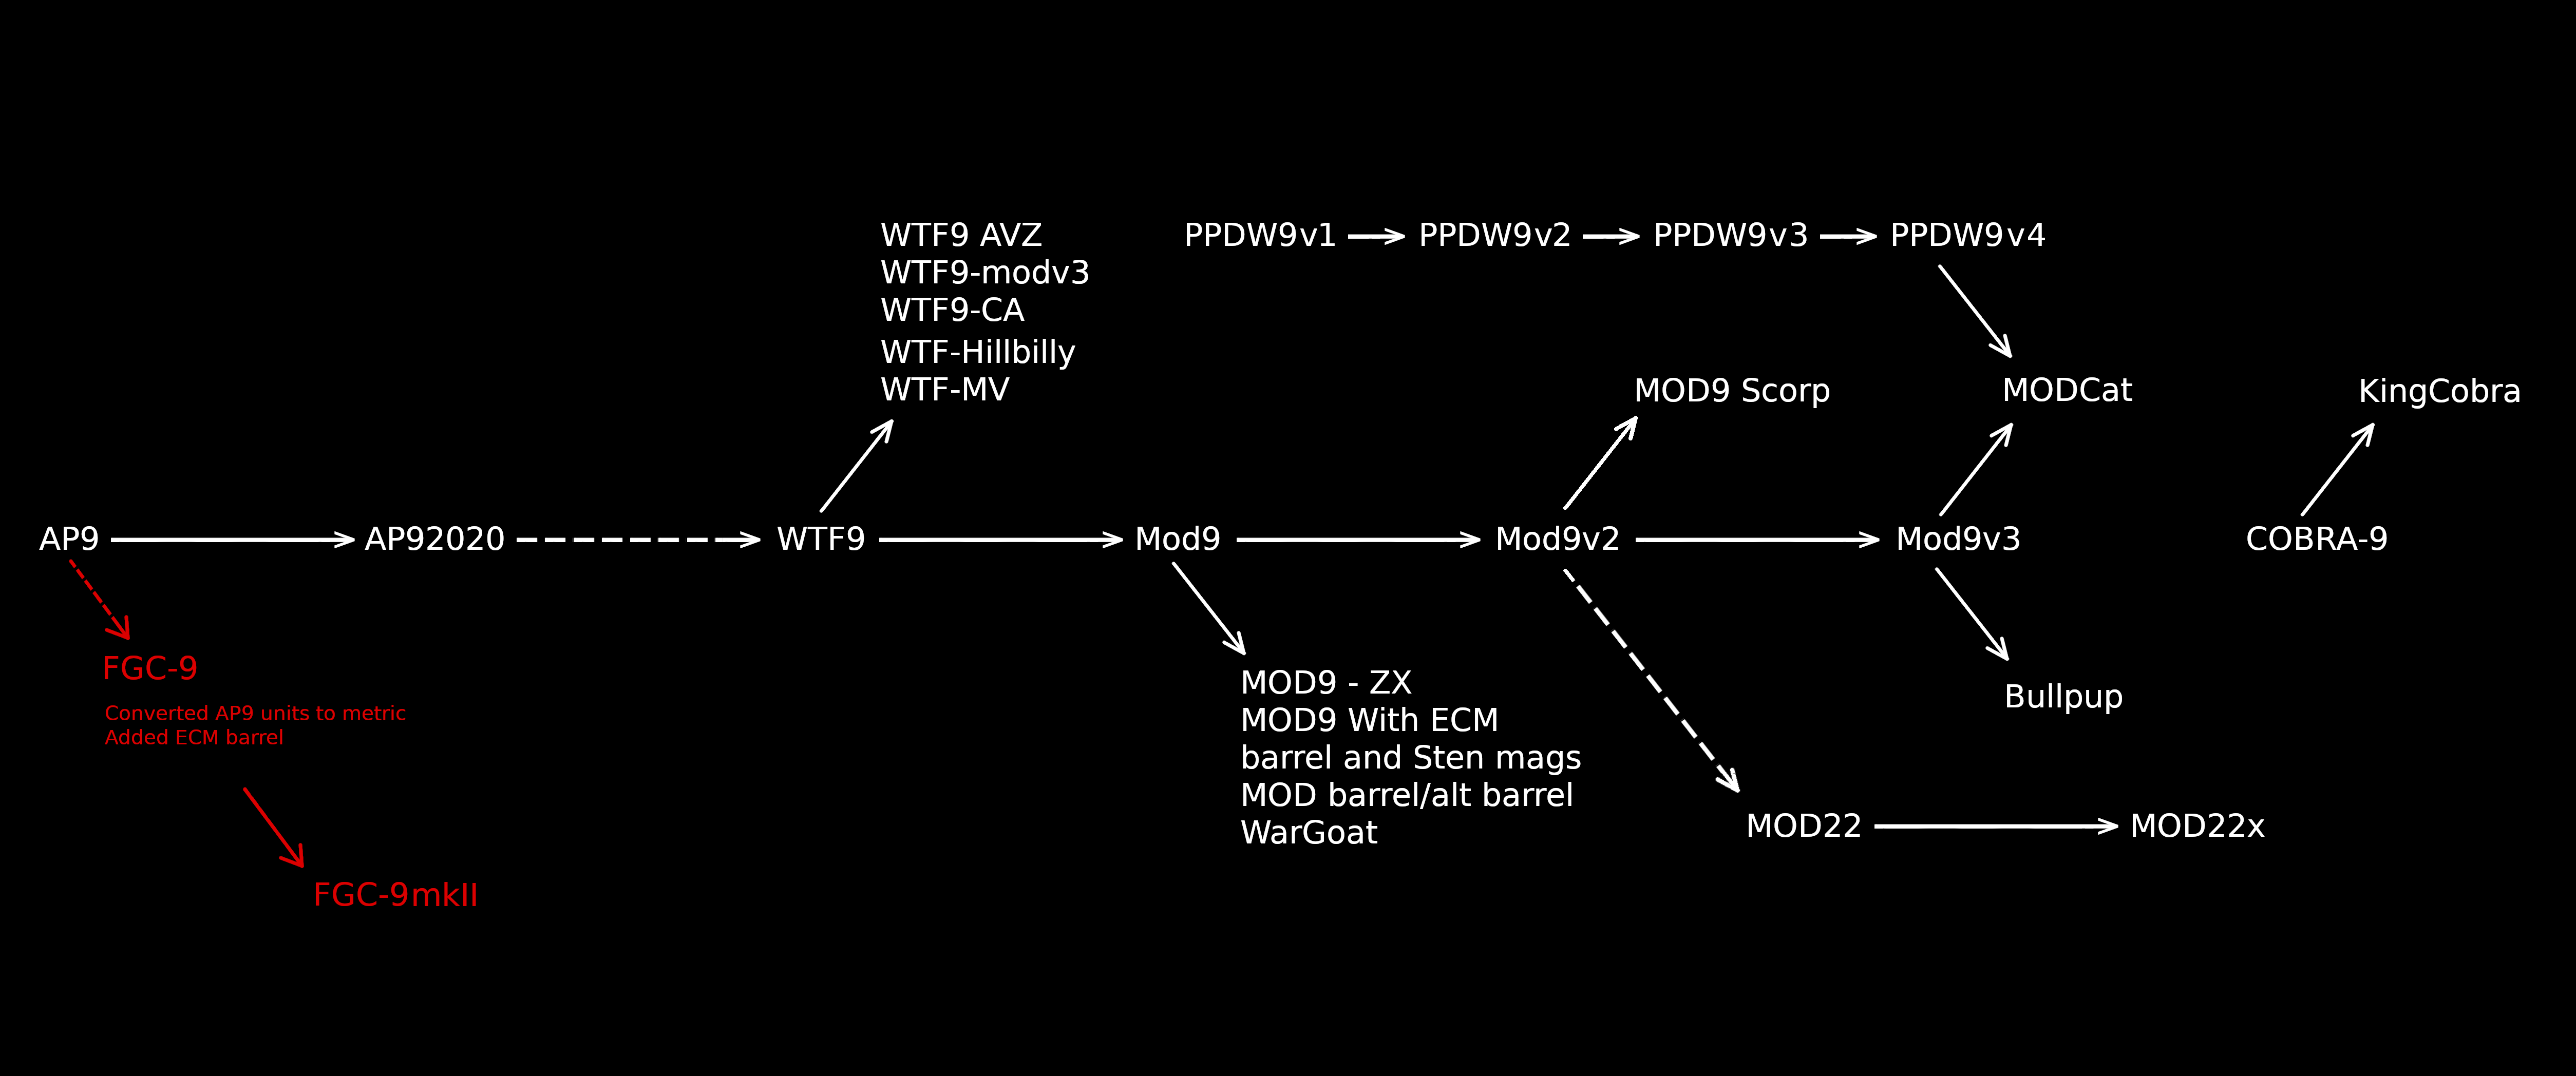 WTF9 AVZ
WTF9-modv3
WTF9-CA
WTF-Hillbilly
WTF-MV
PPDW9v1
PPDW9v2
PPDW9v3
PPDW9v4
MOD9 Scorp
MODCat
KingCobra
AP9
AP92020
WTF9
Mod9
Mod9v2
Mod9v3
COBRA-9
FGC-9
Converted AP9 units to metric
Added ECM barrel
FGC-9mkII
MOD9 - ZX
MOD9 With ECM
barrel and Sten mags
MOD barrel/alt barrel
WarGoat
Bullpup
MOD22
MOD22x